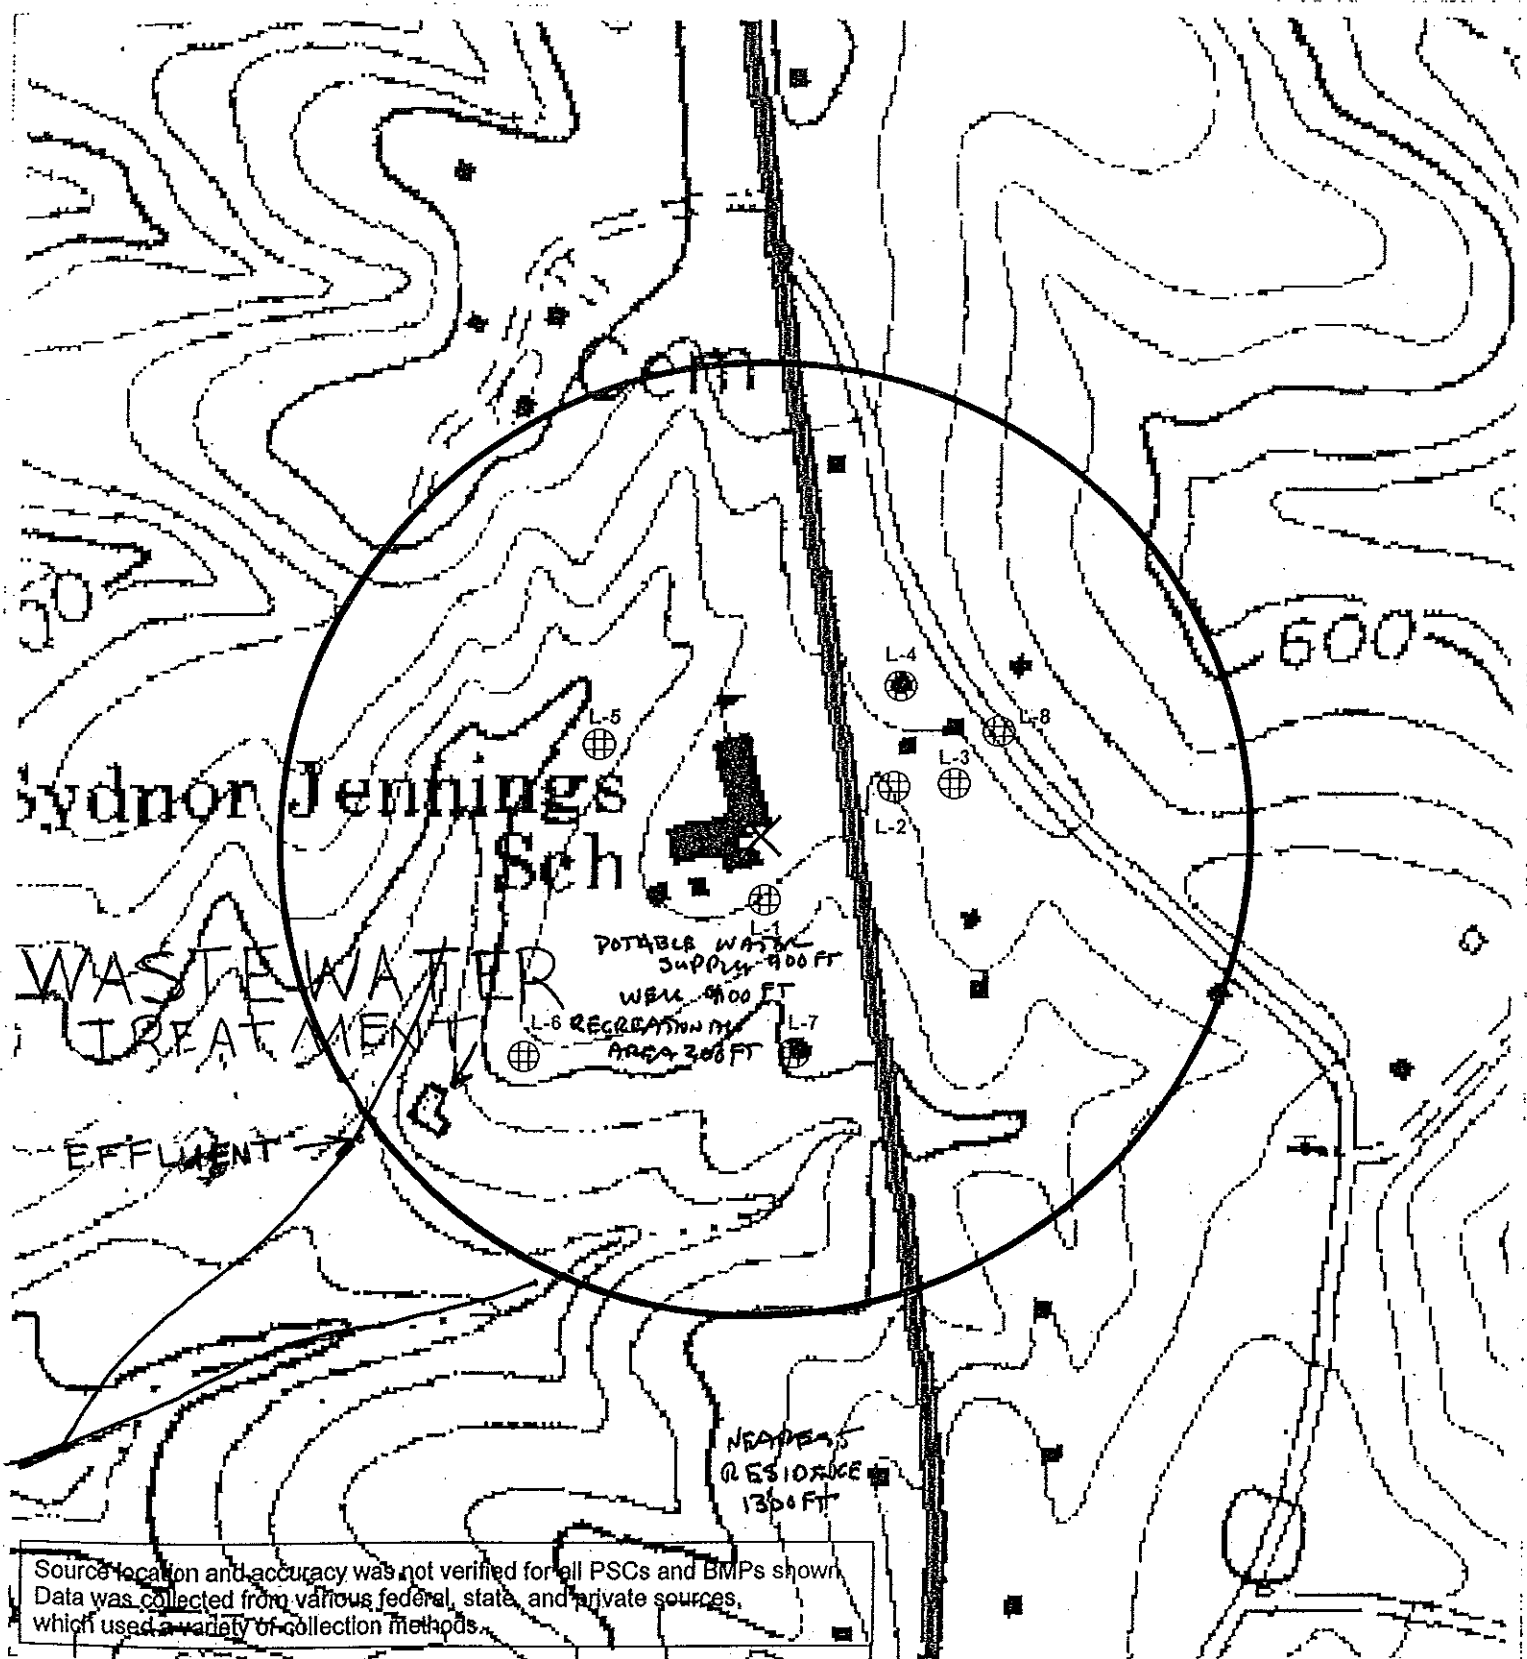 Cem
L-4
600
L-5
L-8
L-3
Sydnor Jennings
L-2
Sch
L-1
POTABLE WATER
SUPPLY 900 FT
WELL 900 FT
WASTEWATER
TREATMENT
L-6 RECREATIONAL L-7
AREA 200 FT
EFFLUENT
NEAREST
RESIDENCE
1300 FT
Source location and accuracy was not verified for all PSCs and BMPs shown.
Data was collected from various federal, state, and private sources,
which used a variety of collection methods.